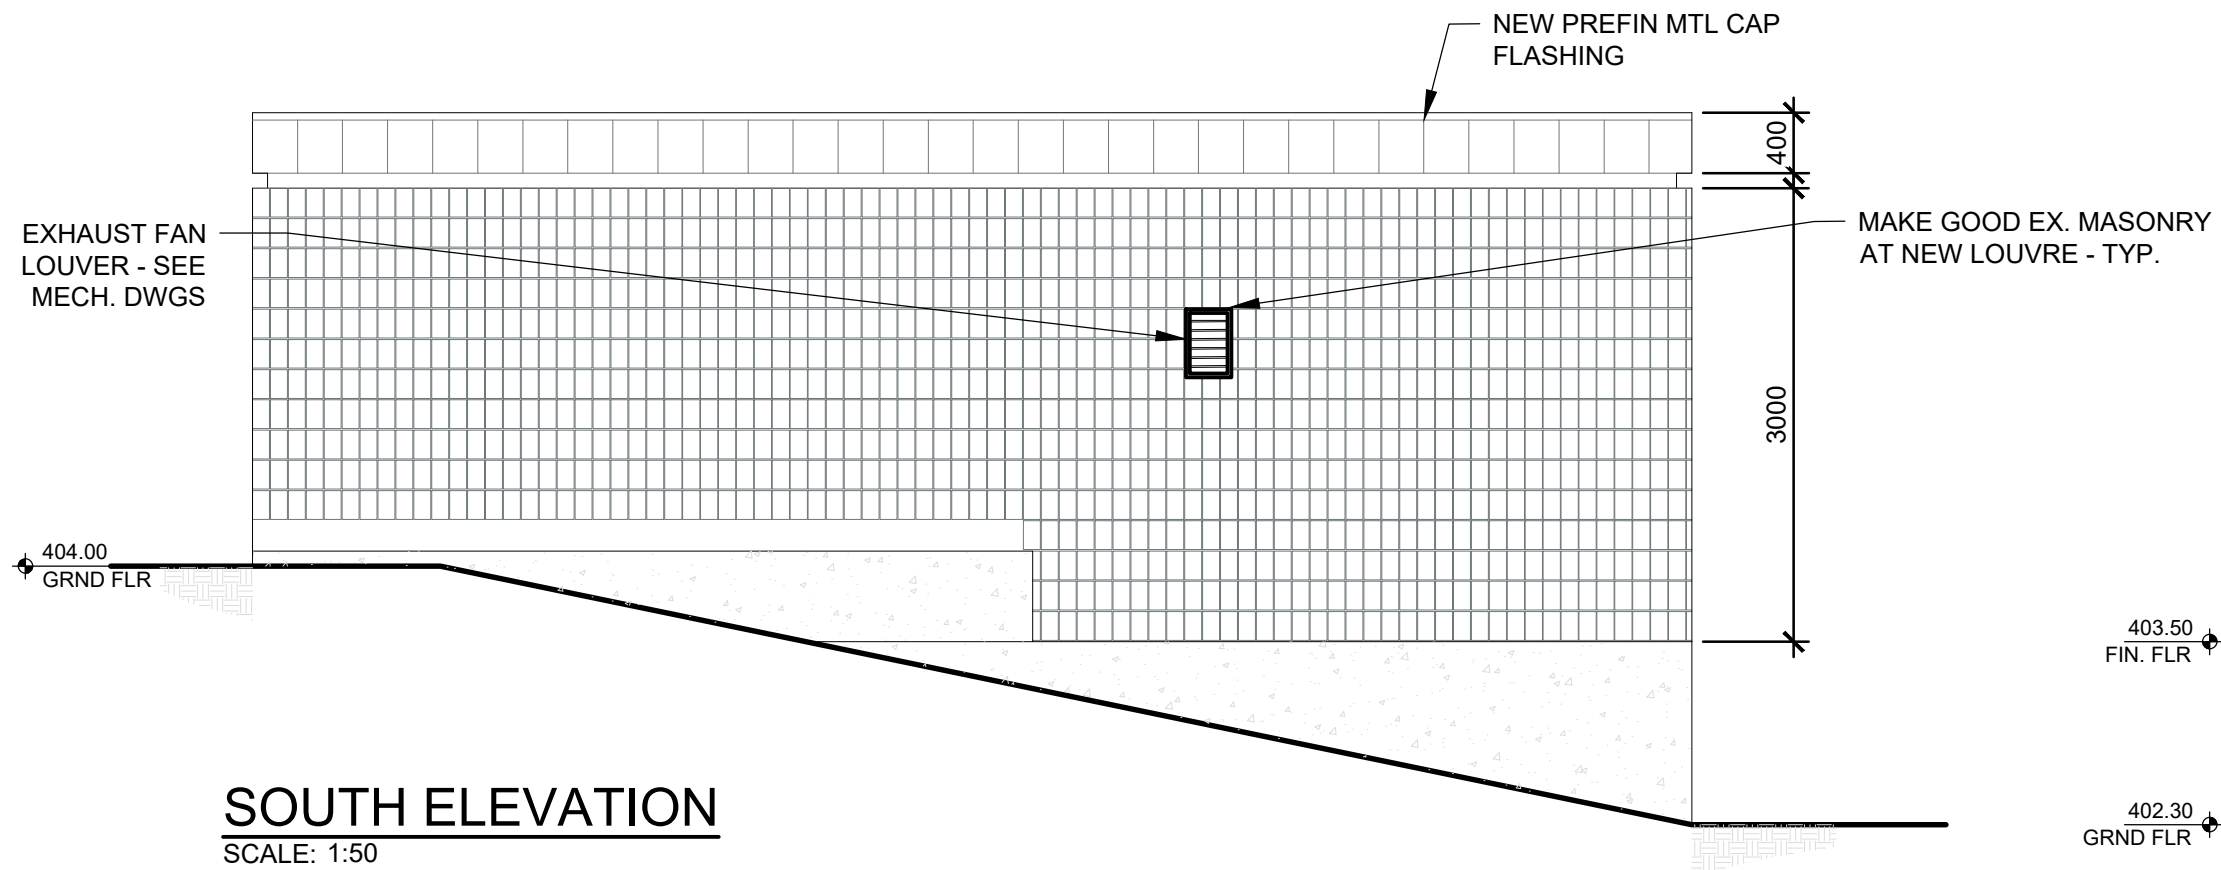 NEW PREFIN MTL CAP
FLASHING
400
EXHAUST FAN
LOUVER - SEE
MECH. DWGS
MAKE GOOD EX. MASONRY
AT NEW LOUVRE - TYP.
3000
404.00
GRND FLR
403.50
FIN. FLR
402.30
GRND FLR
SOUTH ELEVATION
SCALE: 1:50